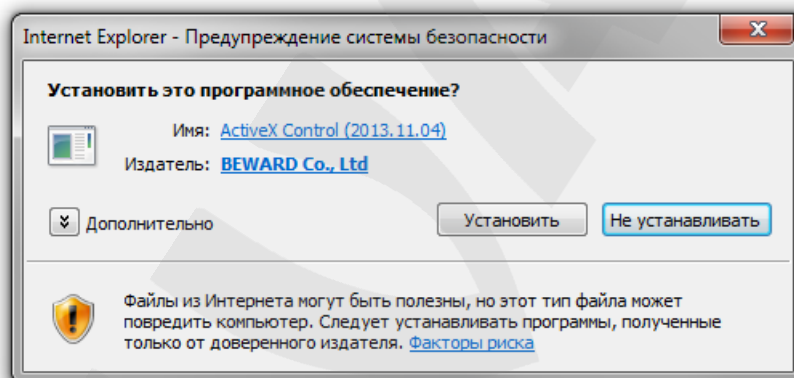 Internet Explorer - Предупреждение системы безопасности
Установить это программное обеспечение?
Имя: ActiveX Control (2013.11.04)
Издатель: BEWARD Co., Ltd
Дополнительно
Установить
Не устанавливать
Файлы из Интернета могут быть полезны, но этот тип файла может
повредить компьютер. Следует устанавливать программы, полученные
только от доверенного издателя. Факторы риска